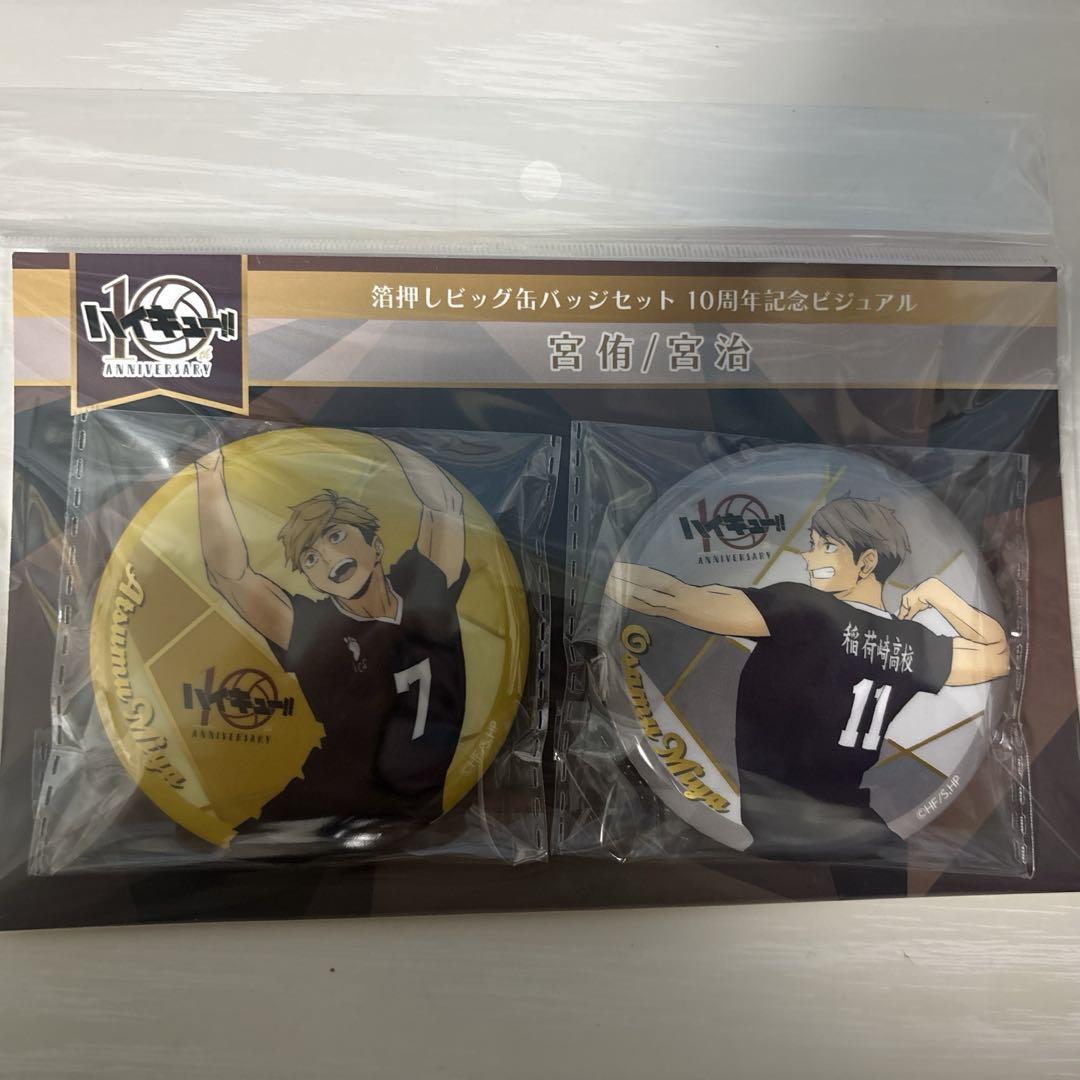 10th
ハイキュー!!
ANNIVERSARY
箔押しビッグ缶バッジセット 10周年記念ビジュアル
宮 侑/宮 治
7
Atsumu Miya
10
ハイキュー!!
ANNIVERSARY
©HF/S.HP
10
ハイキュー!!
ANNIVERSARY
稲荷崎高校
11
Osamu Miya
©HF/S.HP